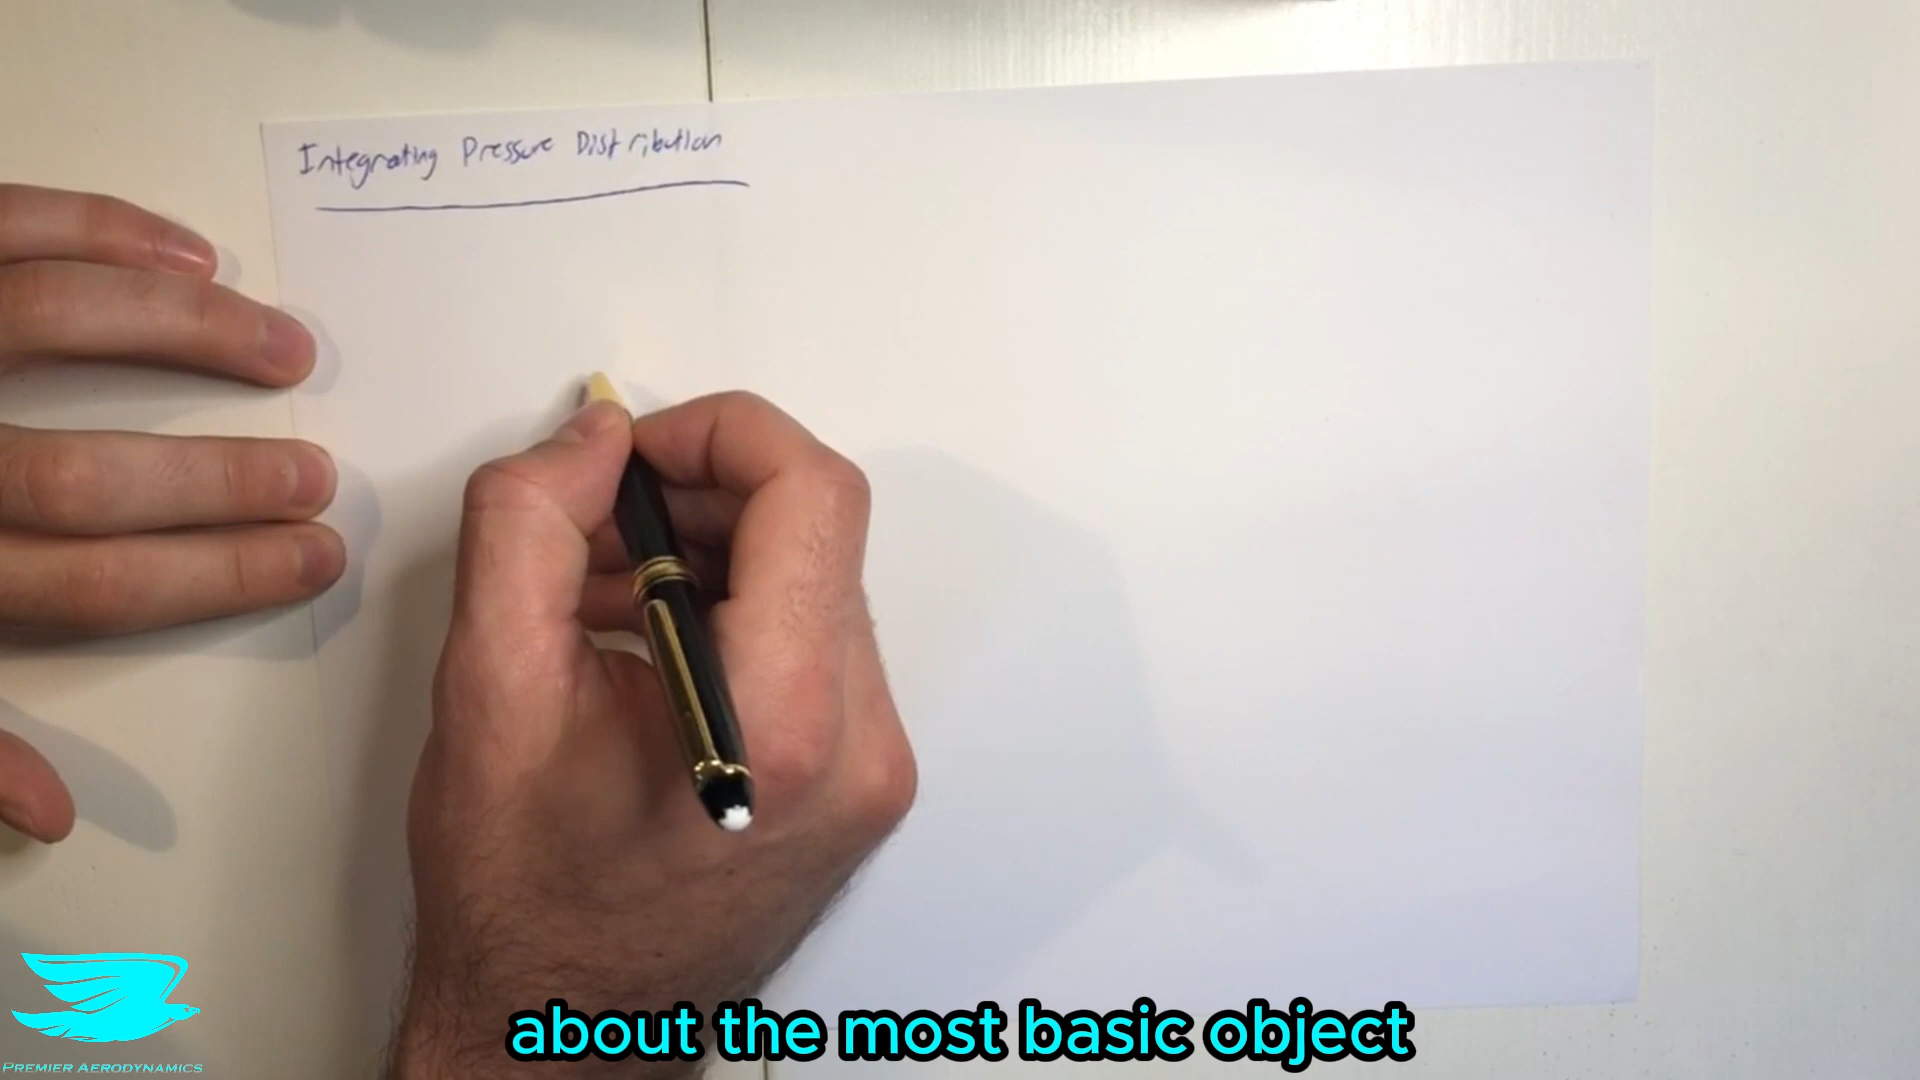 Integrating Pressure Distribution
about the most basic object
PREMIER AERODYNAMICS